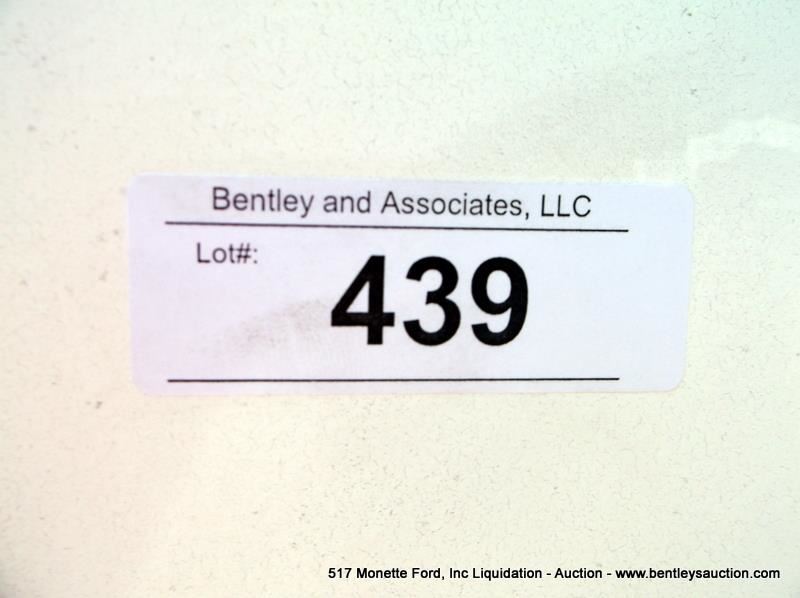 Bentley and Associates, LLC
Lot#:
439
517 Monette Ford, Inc Liquidation - Auction - www.bentleysauction.com